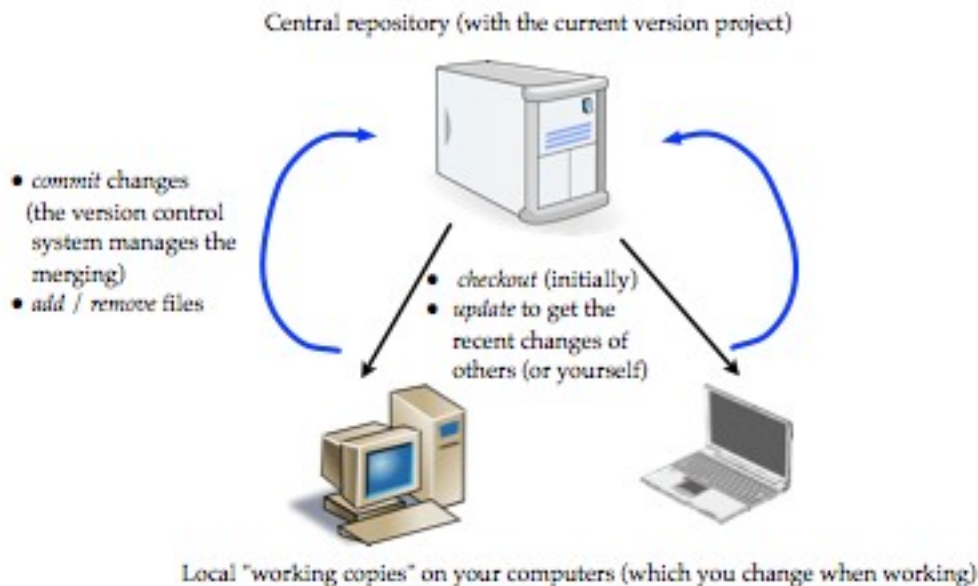 Central repository (with the current version project)
• commit changes
(the version control
system manages the
merging)
• add / remove files
• checkout (initially)
• update to get the
recent changes of
others (or yourself)
Local "working copies" on your computers (which you change when working)